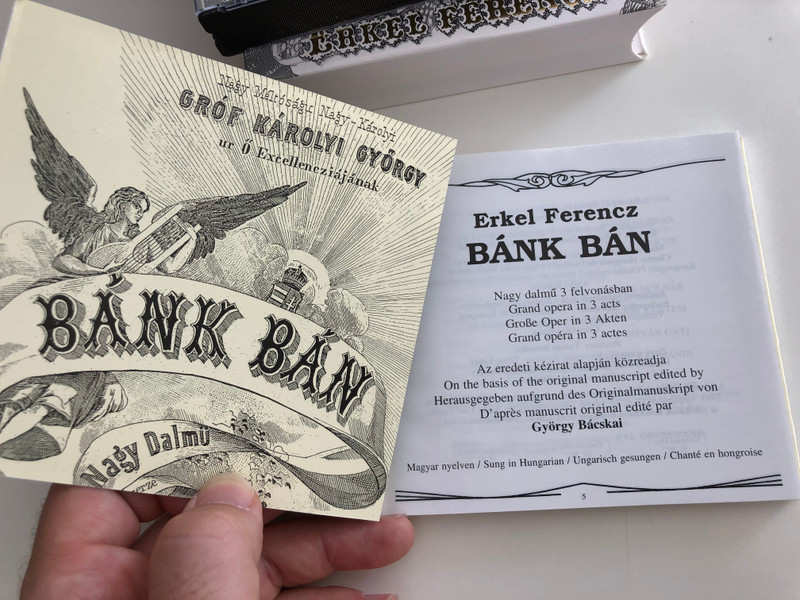 ERKEL FERENC
Nagy Méltóságú Nagy-Károlyi
GRÓF KÁROLYI GYÖRGY
ur Ő Excellencziájának
BÁNK BÁN
Nagy Dalmű
Erkel Ferencz
BÁNK BÁN
Nagy dalmű 3 felvonásban
Grand opera in 3 acts
Große Oper in 3 Akten
Grand opéra in 3 actes
Az eredeti kézirat alapján közreadja
On the basis of the original manuscript edited by
Herausgegeben aufgrund des Originalmanuskript von
D'après manuscrit original edité par
György Bácskai
Magyar nyelven / Sung in Hungarian / Ungarisch gesungen / Chanté en hongroise
5